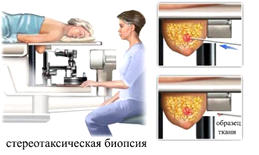 образец
ткани
стереотаксическая биопсия